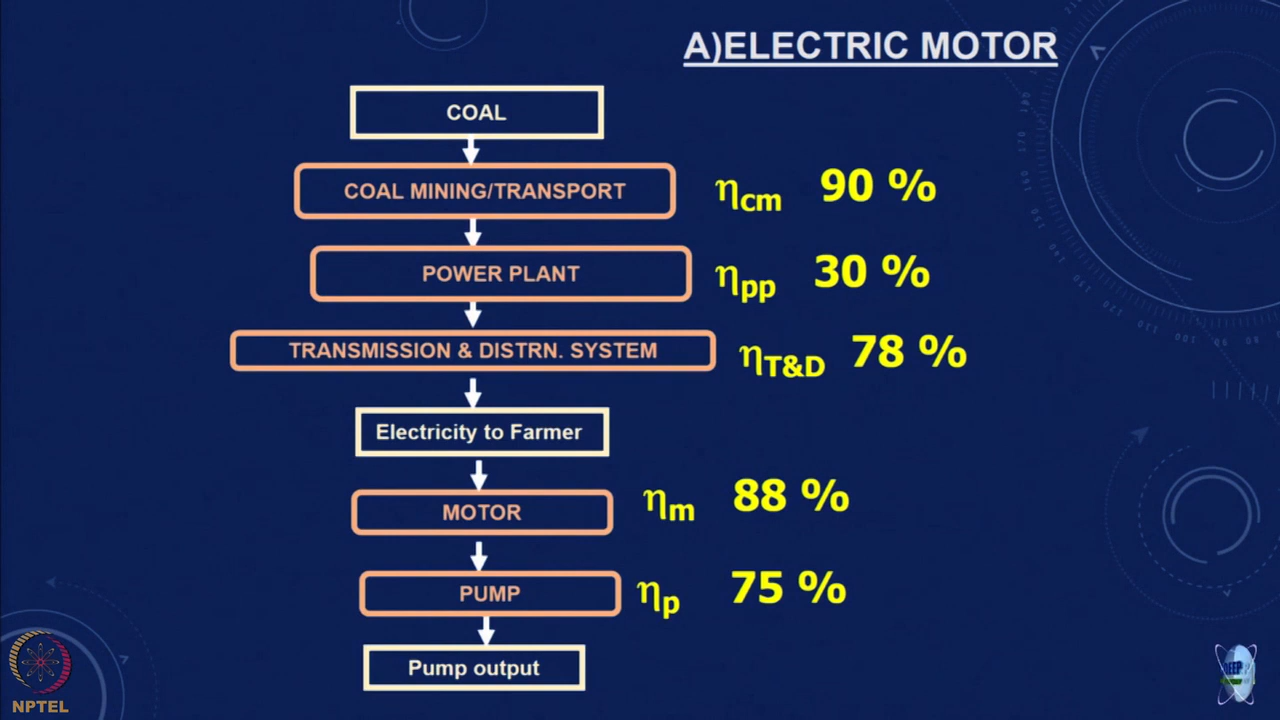 A)ELECTRIC MOTOR
COAL
COAL MINING/TRANSPORT
ηcm 90 %
POWER PLANT
ηpp 30 %
TRANSMISSION & DISTRN. SYSTEM
ηT&D 78 %
Electricity to Farmer
MOTOR
ηm 88 %
PUMP
ηp 75 %
Pump output
NPTEL